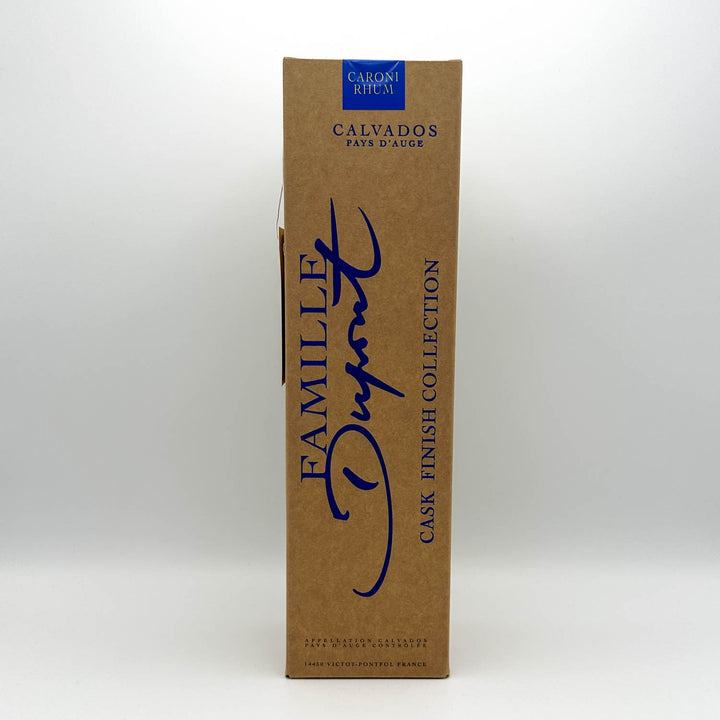 CARONI
RHUM
CALVADOS
PAYS D'AUGE
FAMILLE
Dupont
CASK FINISH COLLECTION
APPELLATION CALVADOS
PAYS D'AUGE CONTRÔLÉE
14430 VICTOT-PONTFOL FRANCE